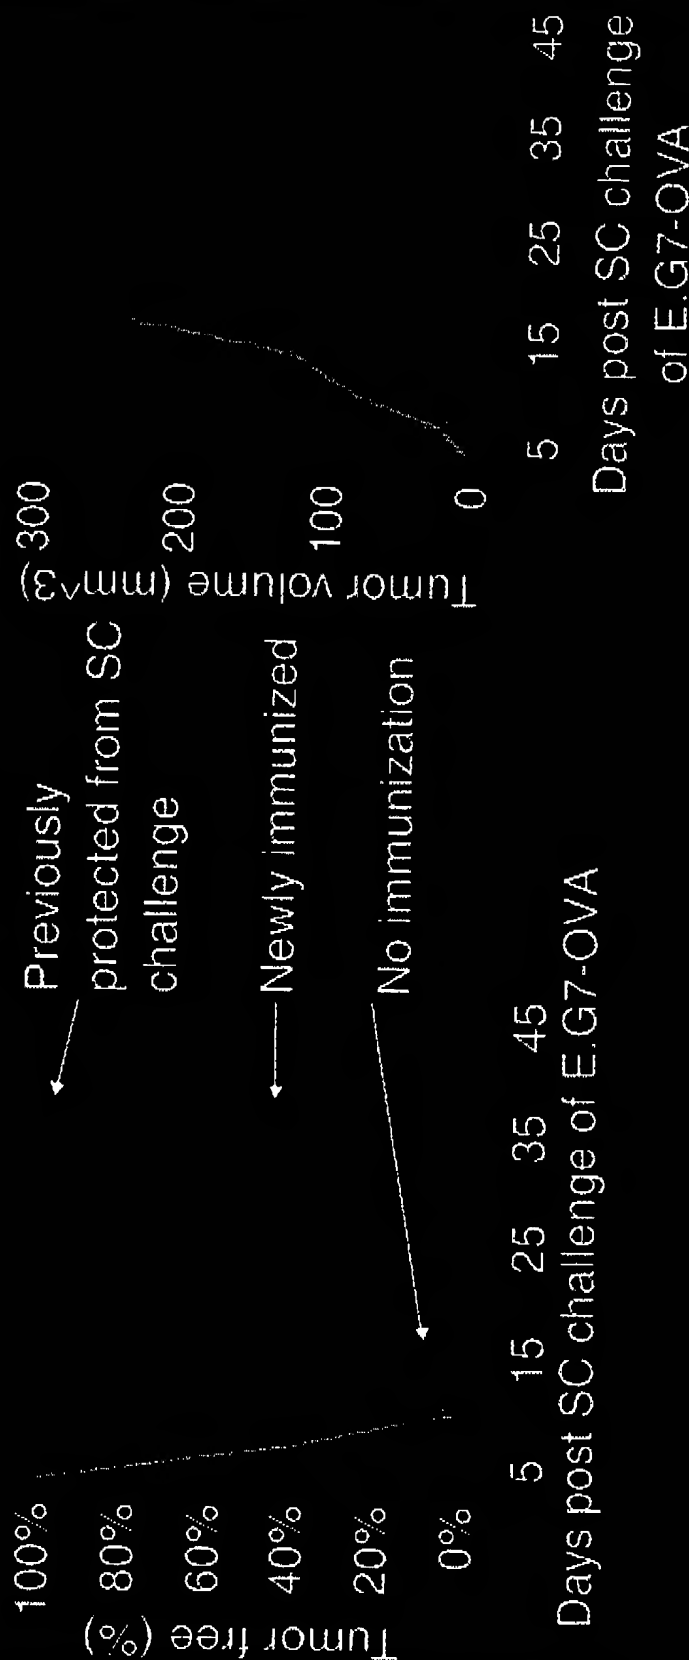 Tumor free (%)
100%
80%
60%
40%
20%
0%
5 15 25 35 45
Days post SC challenge of E.G7-OVA
Previously
protected from SC
challenge
Newly immunized
No immunization
Tumor volume (mm^3)
300
200
100
0
5 15 25 35 45
Days post SC challenge
of E.G7-OVA